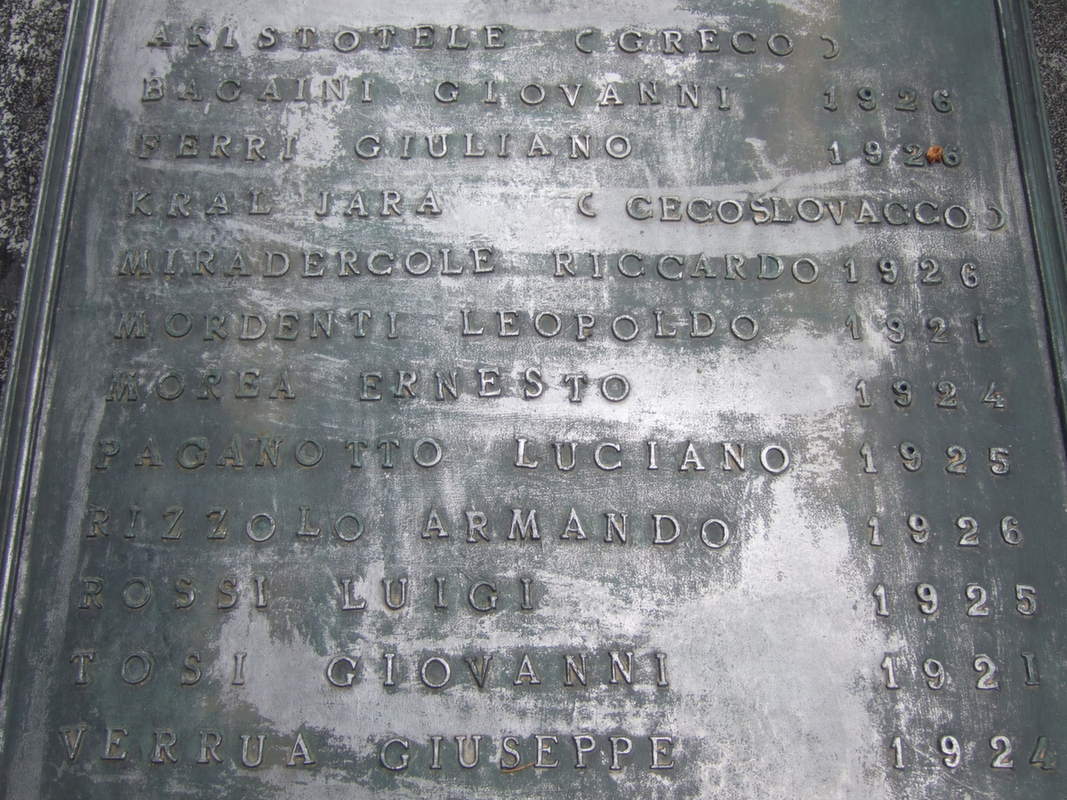 ARISTOTELE (GRECO)
BAGAINI GIOVANNI 1926
FERRI GIULIANO 1926
KRAL JARA (CECOSLOVACCO)
MIRADERCOLE RICCARDO 1926
MORDENTI LEOPOLDO 1921
MOREA ERNESTO 1924
PAGANOTTO LUCIANO 1925
RIZZOLO ARMANDO 1926
ROSSI LUIGI 1925
TOSI GIOVANNI 1921
VERRUA GIUSEPPE 1924